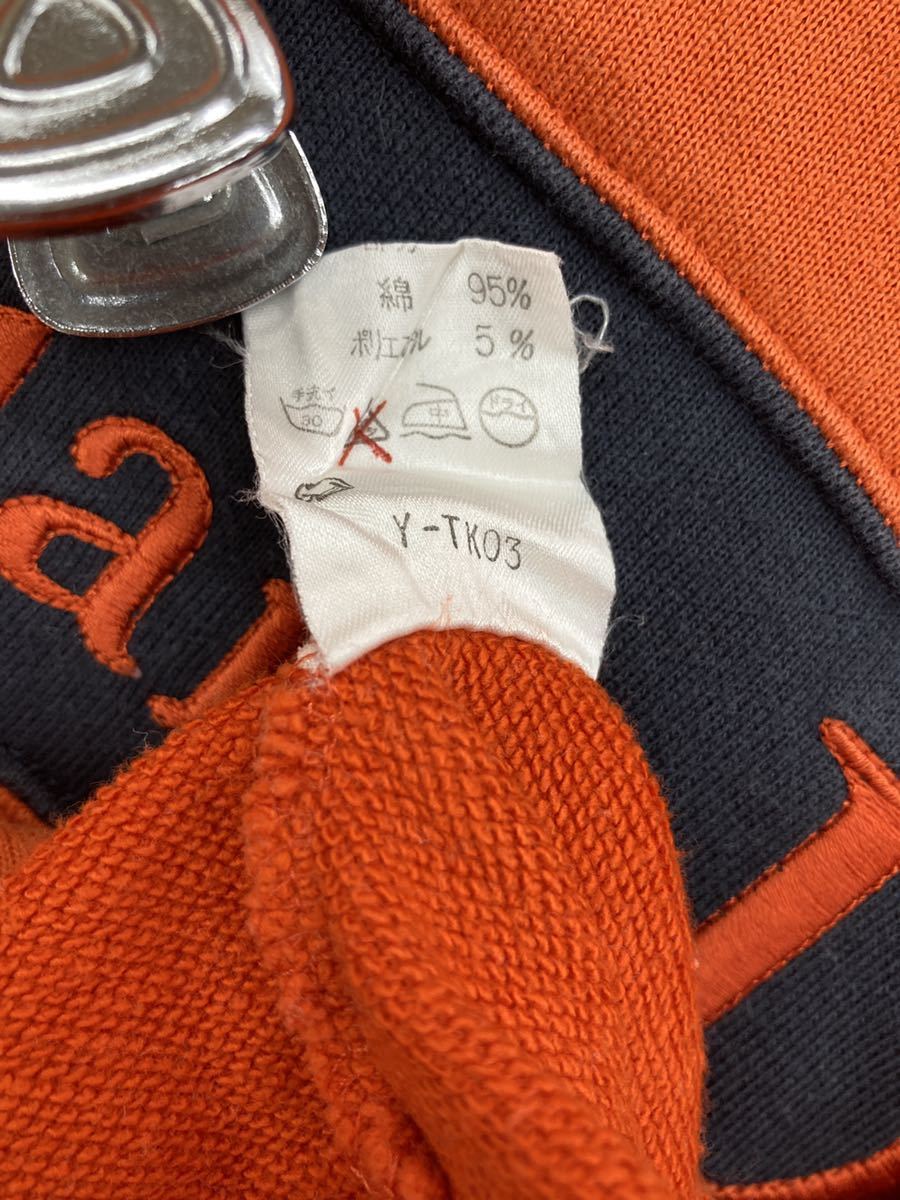 綿 95%
ポリエステル 5%
手洗イ 30 中 ドライ
Y-TK03
a